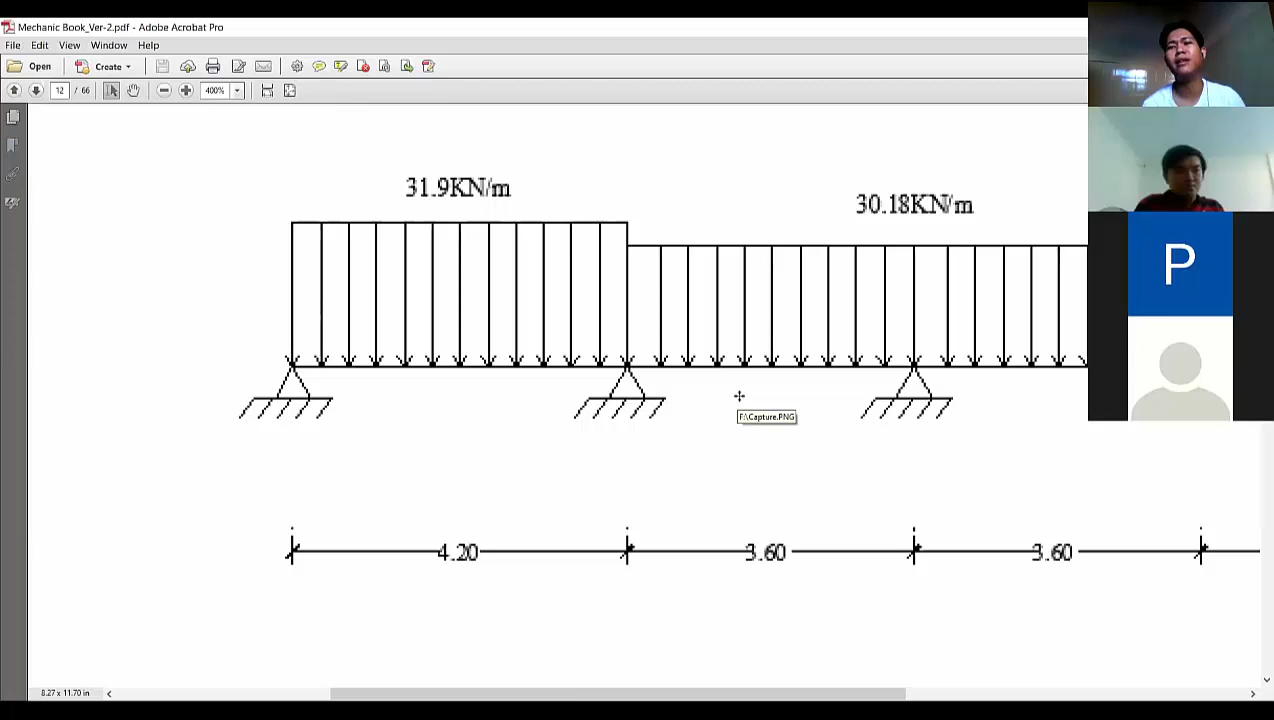 Mechanic Book_Ver-2.pdf - Adobe Acrobat Pro
File Edit View Window Help
Open Create
12 / 66 400%
31.9KN/m
30.18KN/m
P
F:\Capture.PNG
4.20 3.60 3.60
8.27 x 11.70 in